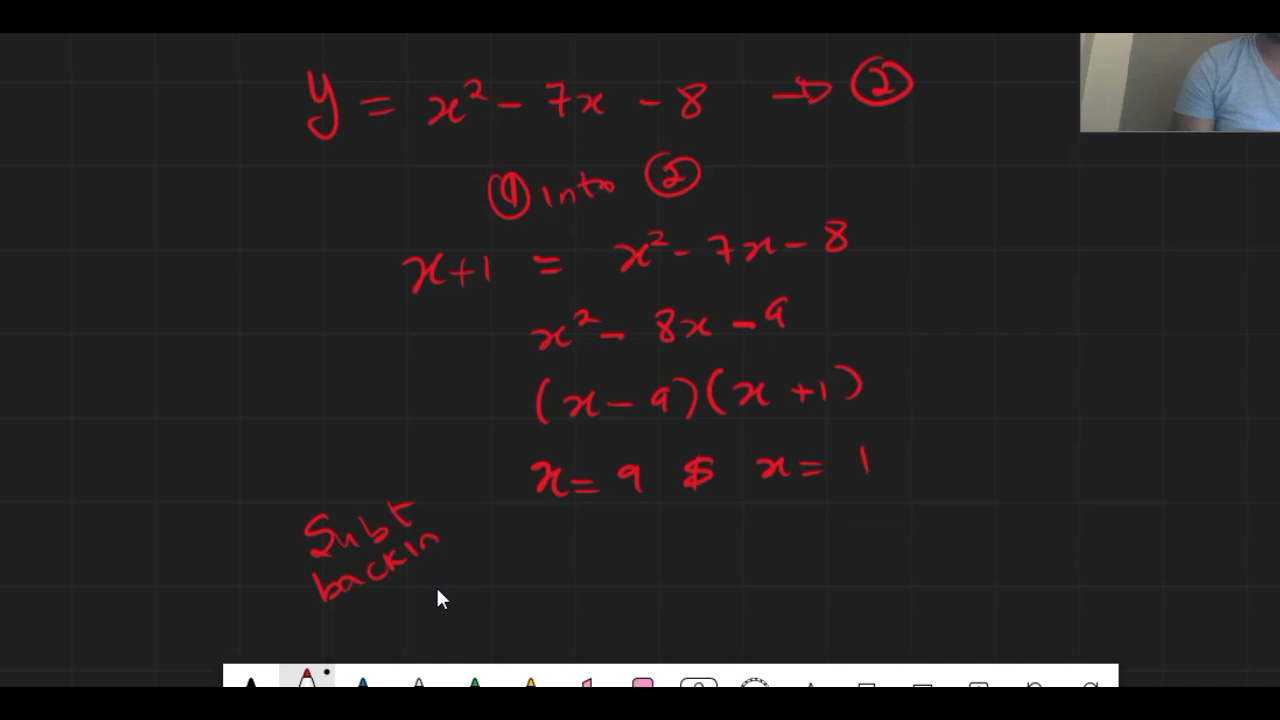 y = x² - 7x - 8 → ②
① into ②
x+1 = x² - 7x - 8
x² - 8x - 9
(x - 9)(x + 1)
x = 9 $ x = 1
Subt
back in